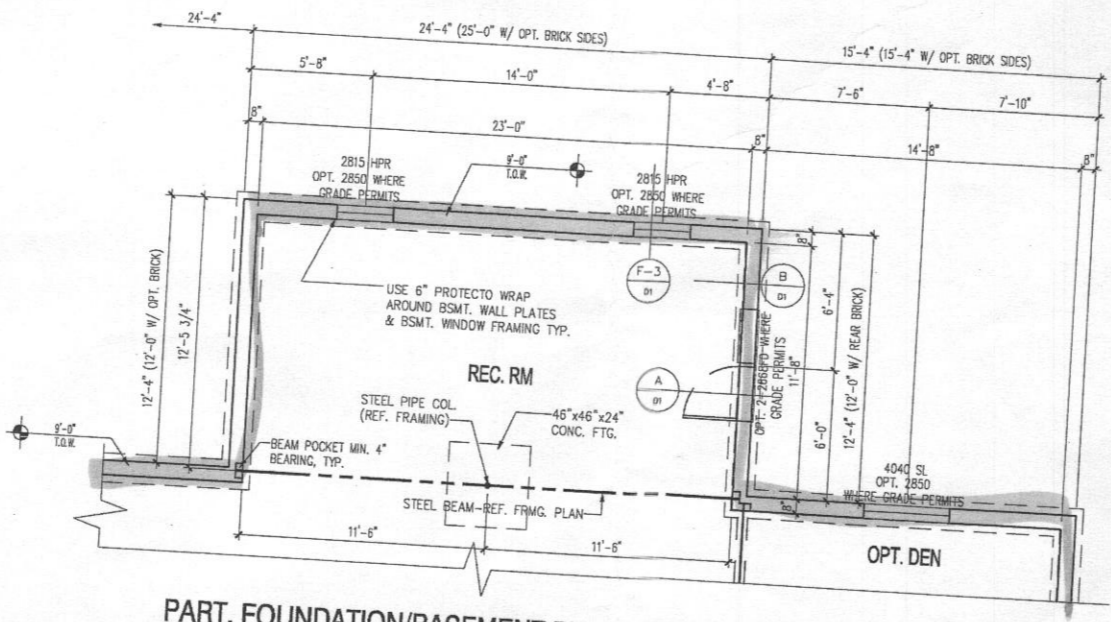 24'-4"
24'-4" (25'-0" W/ OPT. BRICK SIDES)
15'-4" (15'-4" W/ OPT. BRICK SIDES)
5'-8"
14'-0"
4'-8"
7'-6"
7'-10"
8"
23'-0"
8"
14'-8"
8"
9'-0"
T.O.W.
2815 HPR
OPT. 2850 WHERE
GRADE PERMITS
2815 HPR
OPT. 2850 WHERE
GRADE PERMITS
12'-4" (12'-0" W/ OPT. BRICK)
12'-5 3/4"
USE 6" PROTECTO WRAP
AROUND BSMT. WALL PLATES
& BSMT. WINDOW FRAMING TYP.
F-3
D1
B
D1
8"
6'-4"
12'-4" (12'-0" W/ REAR BRICK)
11'-8"
6'-0"
8"
REC. RM
A
D1
WHERE
GRADE PERMITS
STEEL PIPE COL.
(REF. FRAMING)
46"x46"x24"
CONC. FTG.
9'-0"
T.O.W.
BEAM POCKET MIN. 4"
BEARING, TYP.
4040 SL
OPT. 2850
WHERE GRADE PERMITS
STEEL BEAM-REF. FRMG. PLAN
11'-6"
11'-6"
OPT. DEN
PART. FOUNDATION/BASEMENT